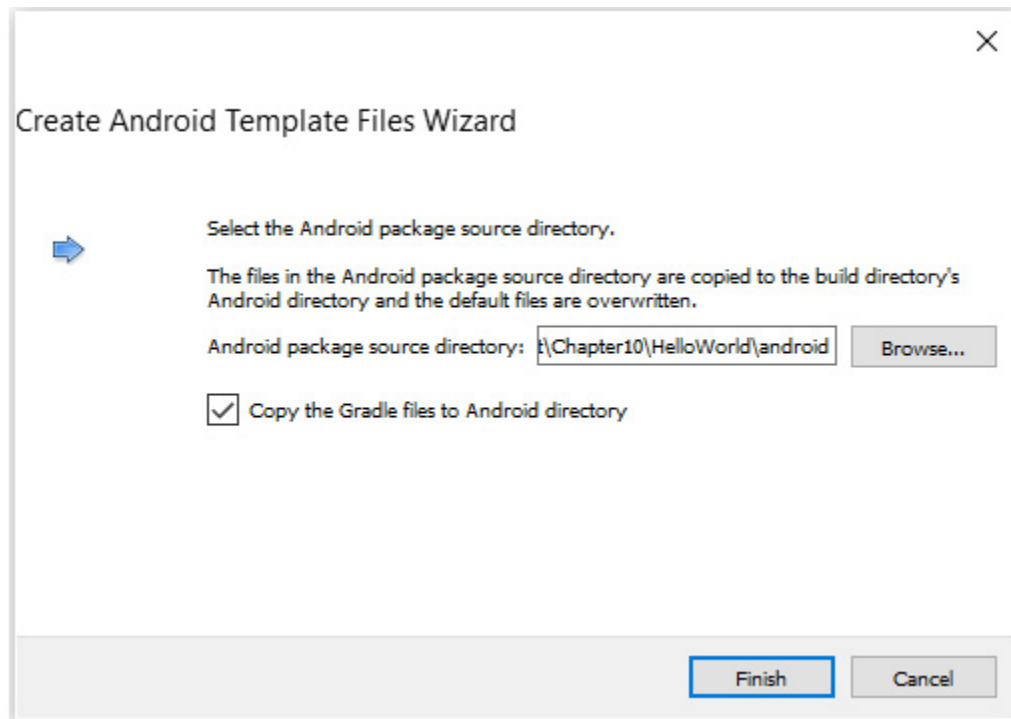 Create Android Template Files Wizard
Select the Android package source directory.
The files in the Android package source directory are copied to the build directory's
Android directory and the default files are overwritten.
Android package source directory: t\Chapter10\HelloWorld\android Browse...
Copy the Gradle files to Android directory
Finish Cancel